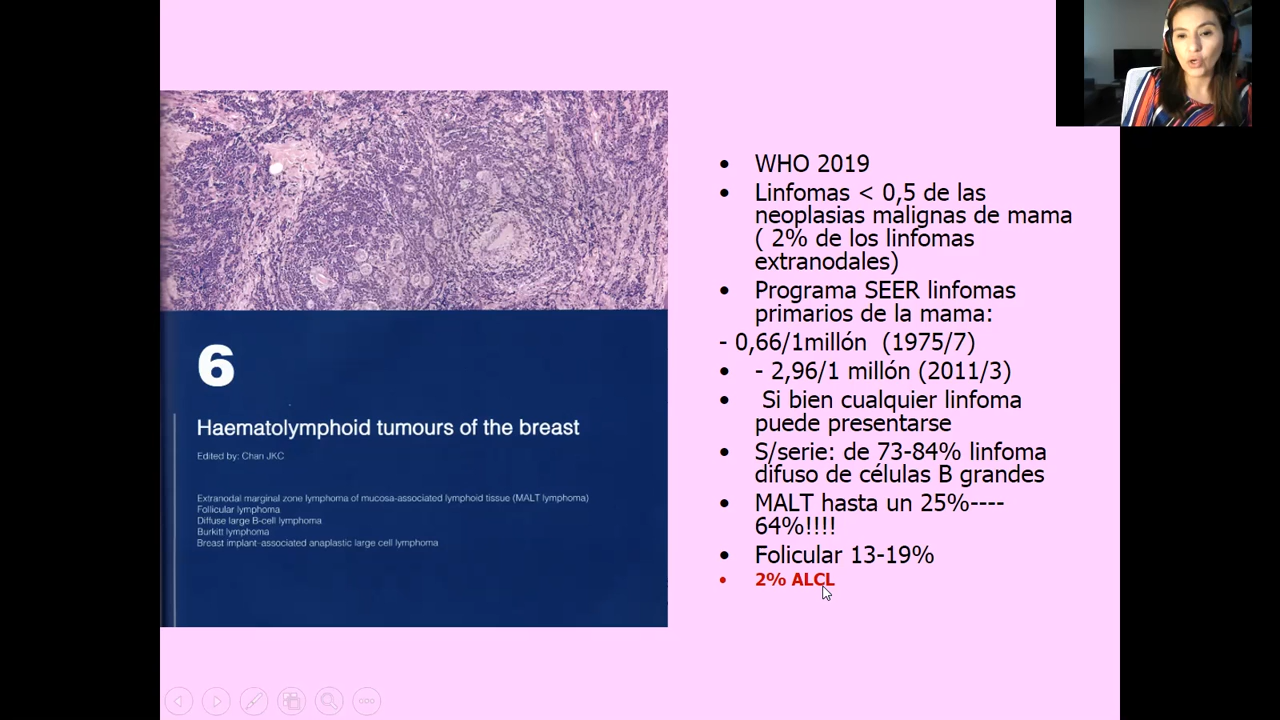 6
Haematolymphoid tumours of the breast
Edited by: Chan JKC
Extranodal marginal zone lymphoma of mucosa-associated lymphoid tissue (MALT lymphoma)
Follicular lymphoma
Diffuse large B-cell lymphoma
Burkitt lymphoma
Breast implant-associated anaplastic large cell lymphoma
• WHO 2019
• Linfomas < 0,5 de las
neoplasias malignas de mama
( 2% de los linfomas
extranodales)
• Programa SEER linfomas
primarios de la mama:
- 0,66/1millón (1975/7)
• - 2,96/1 millón (2011/3)
• Si bien cualquier linfoma
puede presentarse
• S/serie: de 73-84% linfoma
difuso de células B grandes
• MALT hasta un 25%----
64%!!!!
• Folicular 13-19%
• 2% ALCL